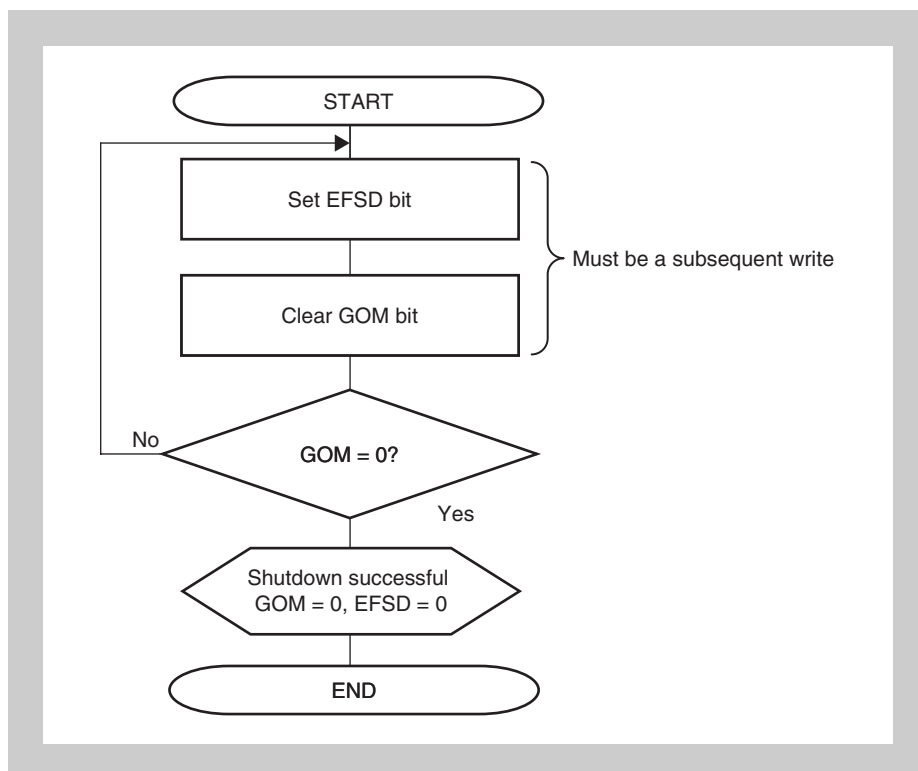 START
Set EFSD bit
Must be a subsequent write
Clear GOM bit
No
GOM = 0?
Yes
Shutdown successful
GOM = 0, EFSD = 0
END